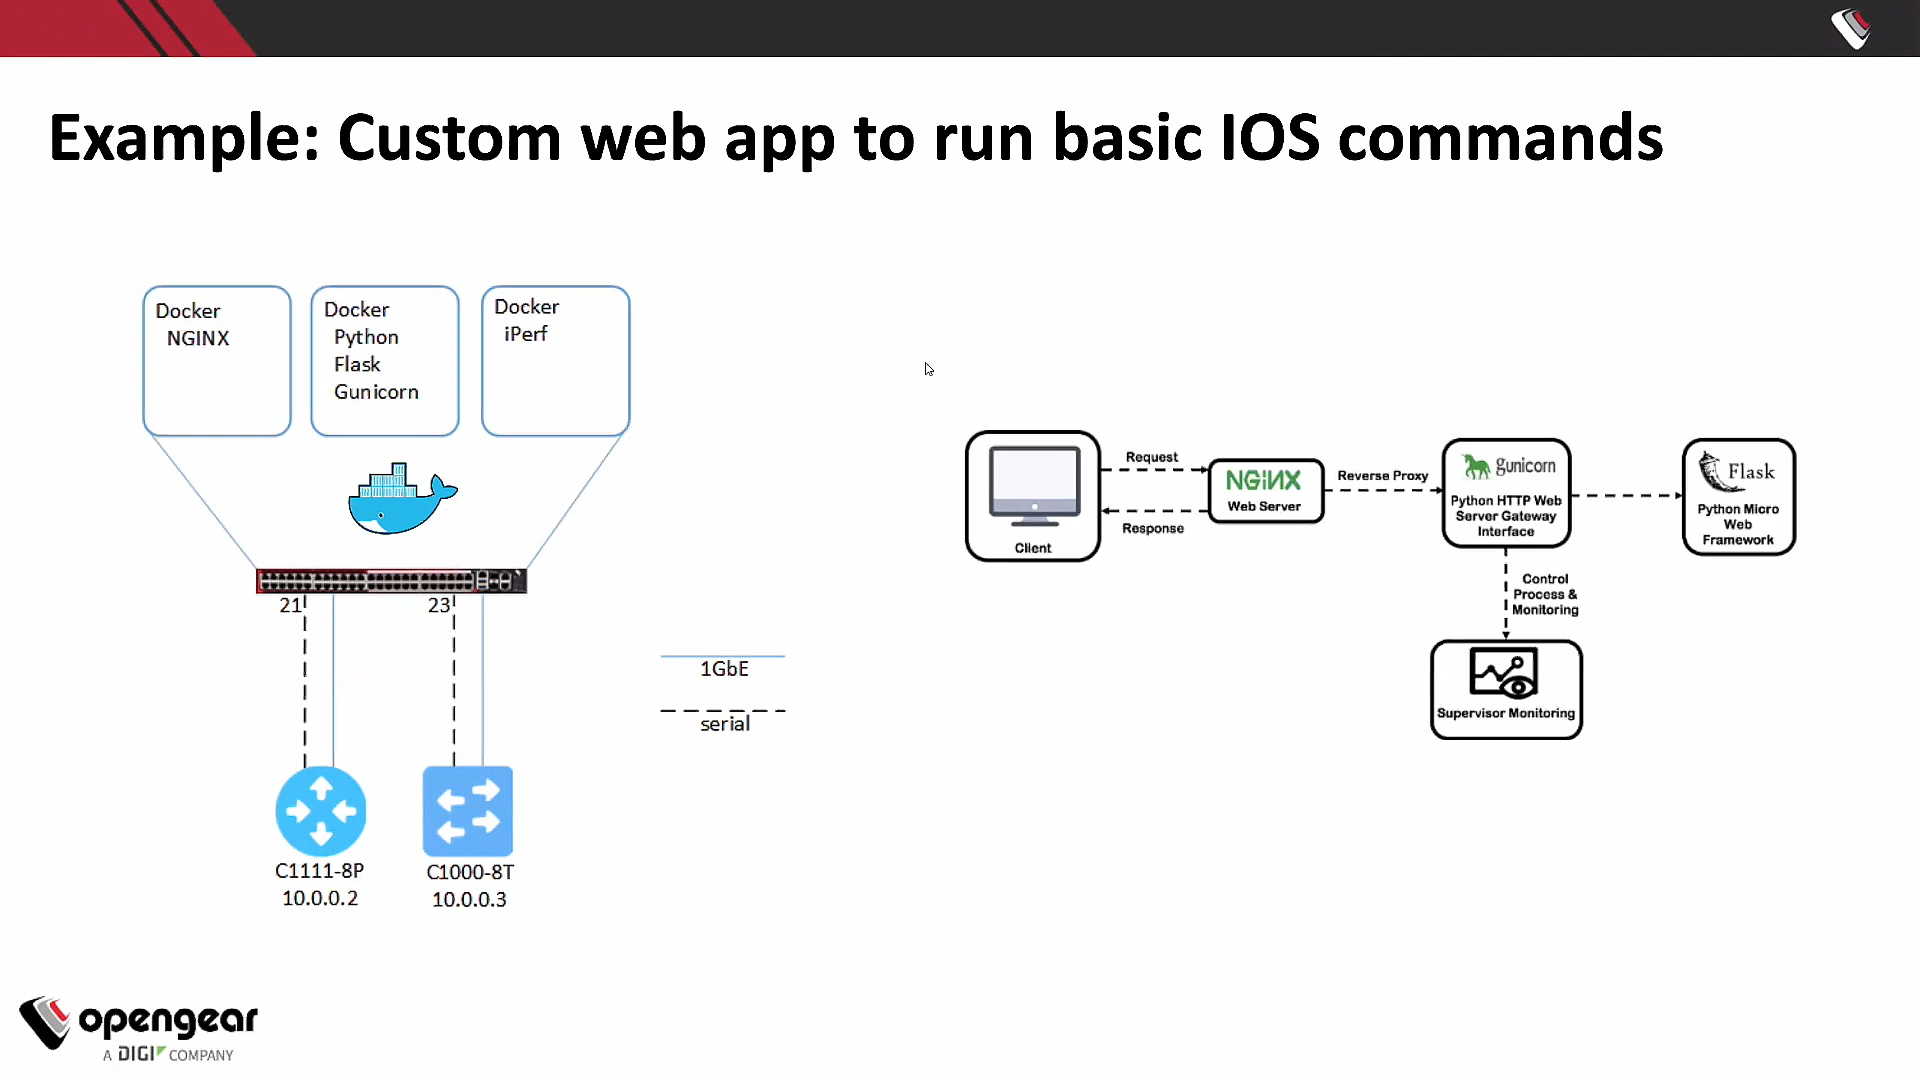 Example: Custom web app to run basic IOS commands
Docker
NGINX
Docker
Python
Flask
Gunicorn
Docker
iPerf
21
23
1GbE
serial
C1111-8P
10.0.0.2
C1000-8T
10.0.0.3
Client
Request
Response
NGINX
Web Server
Reverse Proxy
gunicorn
Python HTTP Web
Server Gateway
Interface
Flask
Python Micro
Web
Framework
Control
Process &
Monitoring
Supervisor Monitoring
opengear
A DIGI COMPANY